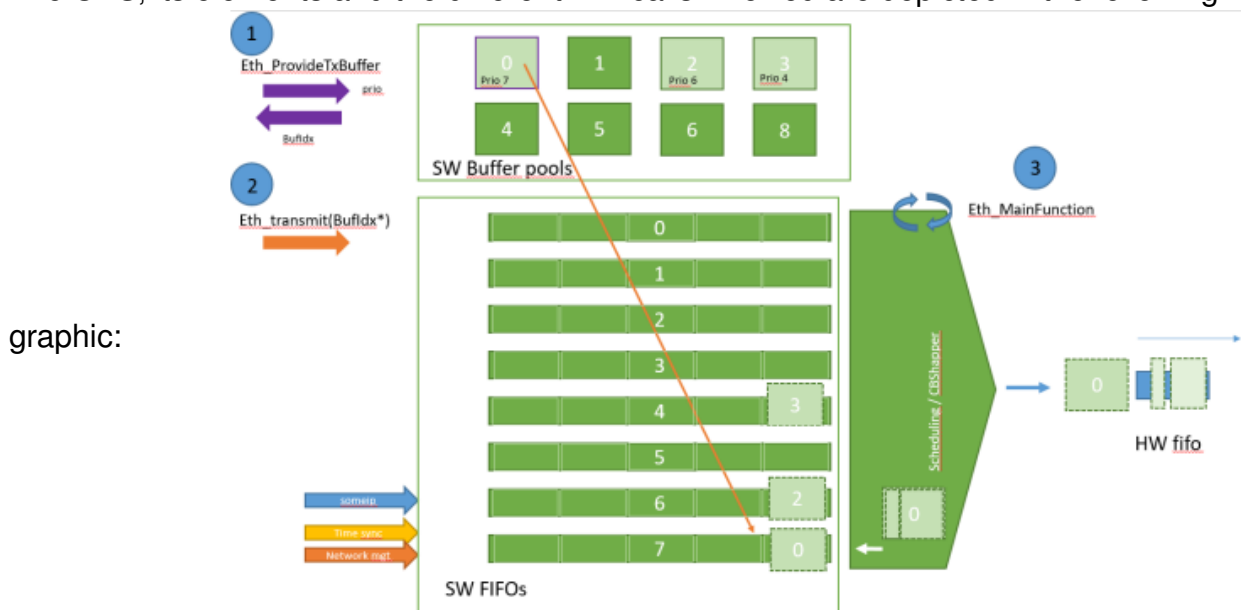 1
Eth_ProvideTxBuffer
prio
BufIdx
0
Prio 7
1
2
Prio 6
3
Prio 4
4
5
6
8
SW Buffer pools
2
Eth_transmit(BufIdx*)
3
Eth_MainFunction
0
1
2
3
4
3
5
6
2
7
0
someip
Time sync
Network mgt
SW FIFOs
Scheduling / CBShapper
0
0
HW fifo
graphic: